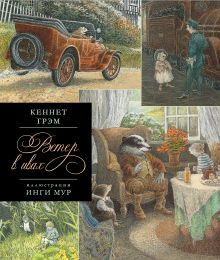 КЕННЕТ
ГРЭМ
Ветер
в ивах
ИЛЛЮСТРАЦИИ
ИНГИ МУР